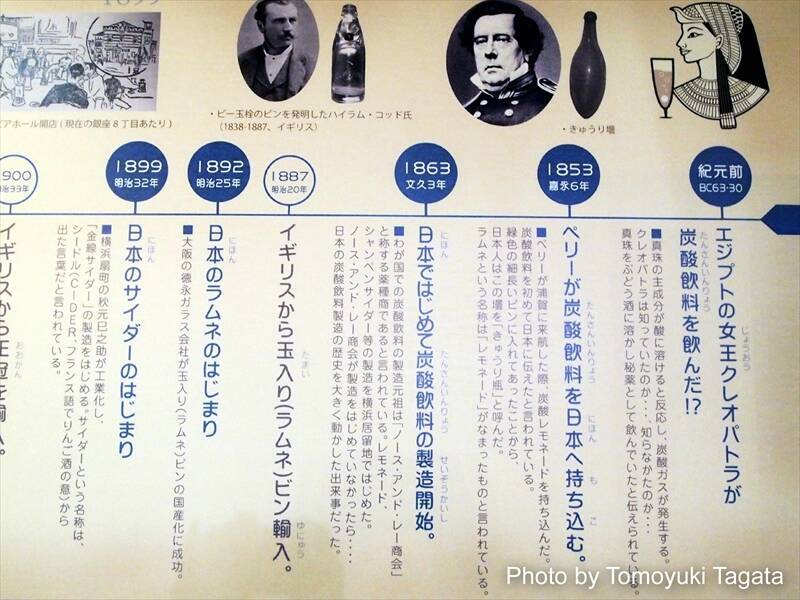 1899
ビアホール開店(現在の銀座8丁目あたり)
・ビー玉栓のビンを発明したハイラム・コッド氏
(1838-1887、イギリス)
・きゅうり壜
紀元前
BC63-30
エジプトの女王クレオパトラが
炭酸飲料を飲んだ!?
■真珠の主成分が酸に溶けると反応し、炭酸ガスが発生する。
クレオパトラは知っていたのか・・・、知らなかたのか・・・
真珠をぶどう酒に溶かし秘薬として飲んでいたと伝えられている。
1853
嘉永6年
ペリーが炭酸飲料を日本へ持ち込む。
■ペリーが浦賀に来航した際、炭酸レモネードを持ち込んだ。
炭酸飲料を初めて日本に伝えたと言われている。
緑色の細長いビンに入れてあったことから、
日本人はこの壜を「きゅうり瓶」と呼んだ。
ラムネという名称は「レモネード」がなまったものと言われている。
1863
文久3年
日本ではじめて炭酸飲料の製造開始。
■わが国での炭酸飲料の製造元祖は「ノース・アンド・レー商会」
と称する薬種商であると言われている。レモネード、
シャンペンサイダー等の製造を横浜居留地ではじめた。
ノース・アンド・レー商会が製造をはじめていなかったら・・・
日本の炭酸飲料製造の歴史を大きく動かした出来事だった。
1887
明治20年
イギリスから玉入り(ラムネ)ビン輸入。
1892
明治25年
日本のラムネのはじまり
■大阪の徳永ガラス会社が玉入り(ラムネ)ビンの国産化に成功。
1899
明治32年
日本のサイダーのはじまり
■横浜扇町の秋元巳之助が工業化し、
「金線サイダー」の製造をはじめる。サイダーという名称は、
シードル(CIDER、フランス語でりんご酒の意)から
出た言葉だと言われている。
900
治33年
イギリスから王冠を輸入。
Photo by Tomoyuki Tagata